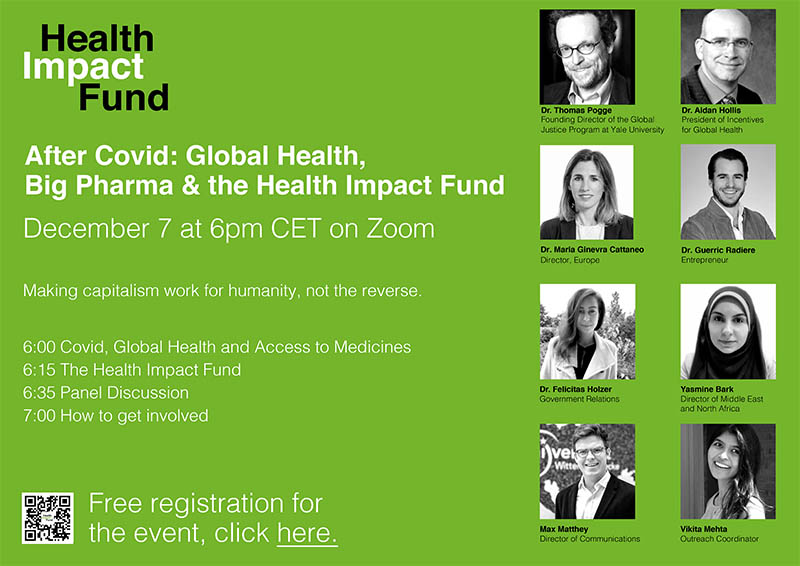 Health
Impact
Fund
After Covid: Global Health,
Big Pharma & the Health Impact Fund
December 7 at 6pm CET on Zoom
Making capitalism work for humanity, not the reverse.
6:00 Covid, Global Health and Access to Medicines
6:15 The Health Impact Fund
6:35 Panel Discussion
7:00 How to get involved
Free registration for
the event, click here.
Dr. Thomas Pogge
Founding Director of the Global
Justice Program at Yale University
Dr. Aidan Hollis
President of Incentives
for Global Health
Dr. Maria Ginevra Cattaneo
Director, Europe
Dr. Guerric Radiere
Entrepreneur
Dr. Felicitas Holzer
Government Relations
Yasmine Bark
Director of Middle East
and North Africa
Max Matthey
Director of Communications
Vikita Mehta
Outreach Coordinator